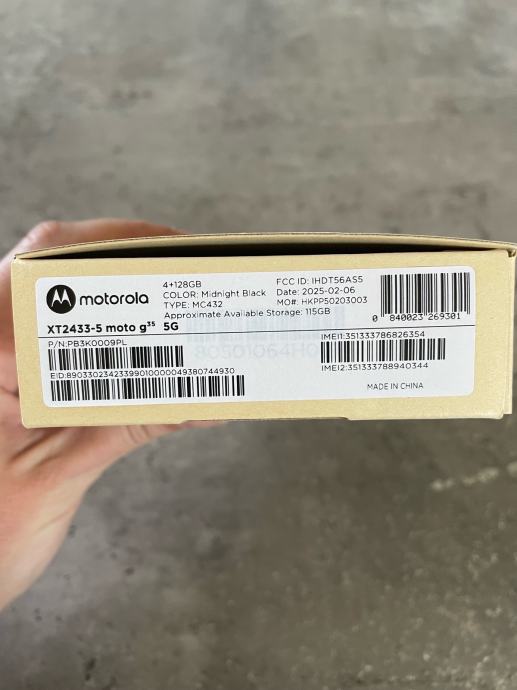 motorola
4+128GB
COLOR: Midnight Black
TYPE: MC432
Approximate Available Storage: 115GB
FCC ID: IHDT56AS5
Date: 2025-02-06
MO#: HKPP50203003
0 840023 269301
XT2433-5 moto g³⁵ 5G
P/N:PB3K0009PL
EID:89033023423399010000049380744930
IMEI1:351333786826354
IMEI2:351333788940344
MADE IN CHINA